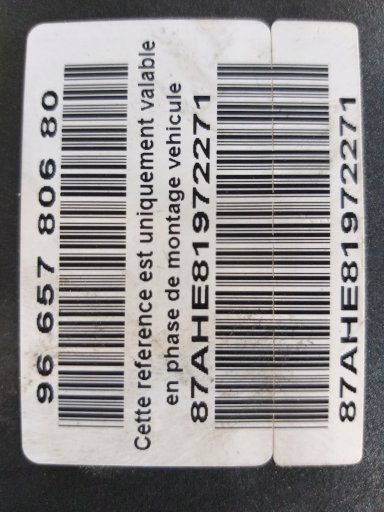 96 657 806 80
Cette reference est uniquement valable
en phase de montage vehicule
87AHE81972271
87AHE81972271